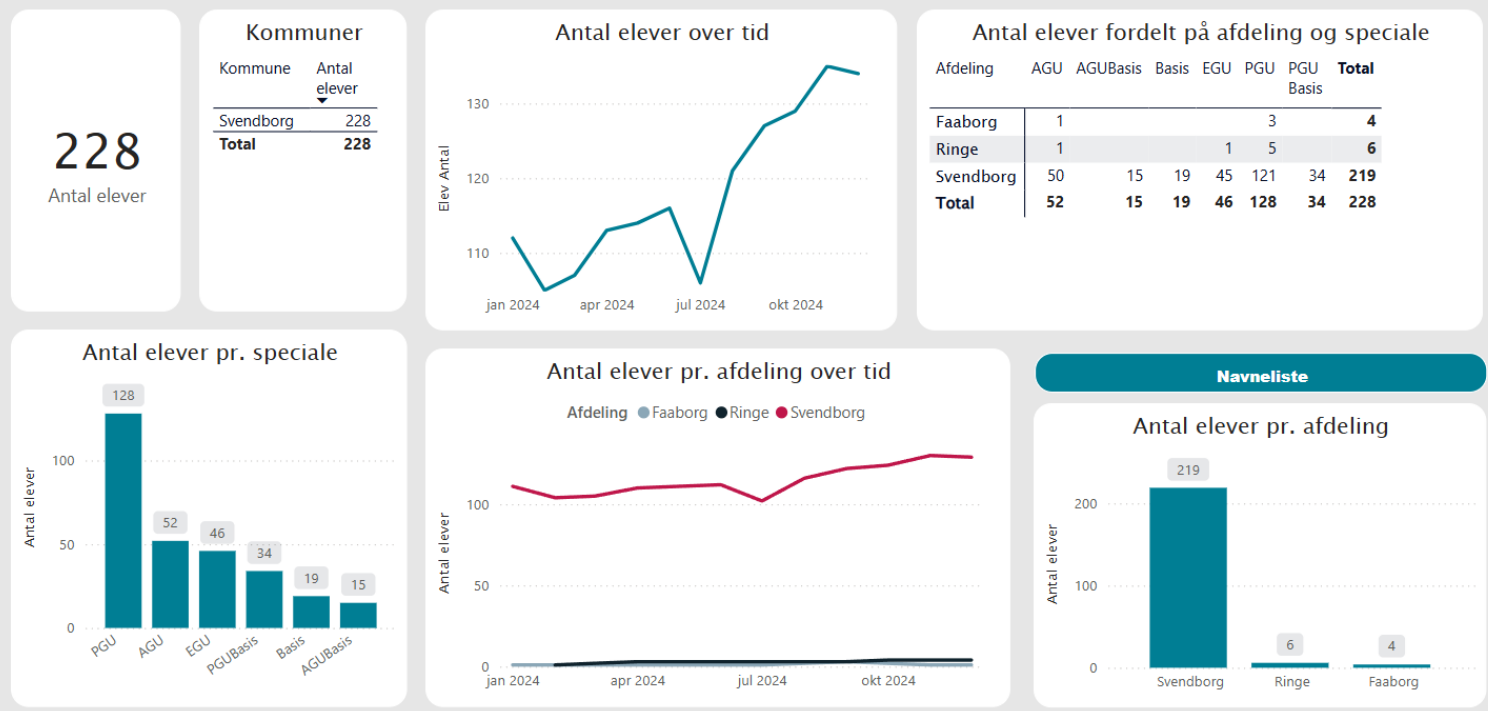 228
Antal elever
Kommuner
Kommune Antal elever
Svendborg 228
Total 228
Antal elever over tid
Elev Antal
130
120
110
jan 2024 apr 2024 jul 2024 okt 2024
Antal elever fordelt på afdeling og speciale
Afdeling AGU AGUBasis Basis EGU PGU PGU Basis Total
Faaborg 1 3 4
Ringe 1 1 5 6
Svendborg 50 15 19 45 121 34 219
Total 52 15 19 46 128 34 228
Antal elever pr. speciale
Antal elever
100
50
0
128 52 46 34 19 15
PGU AGU EGU PGUBasis Basis AGUBasis
Antal elever pr. afdeling over tid
Afdeling Faaborg Ringe Svendborg
Antal elever
100
50
0
jan 2024 apr 2024 jul 2024 okt 2024
Navneliste
Antal elever pr. afdeling
Antal elever
200
100
0
219 6 4
Svendborg Ringe Faaborg